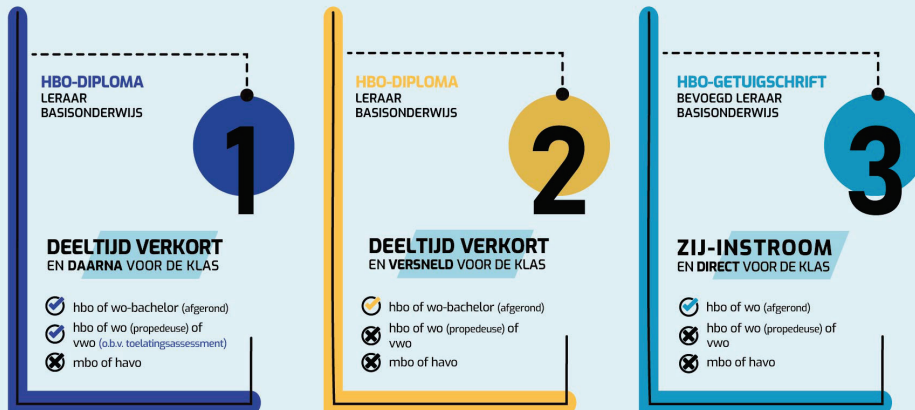 HBO-DIPLOMA
LERAAR
BASISONDERWIJS
1
DEELTIJD VERKORT
EN DAARNA VOOR DE KLAS
hbo of wo-bachelor (afgerond)
hbo of wo (propedeuse) of
vwo (o.b.v. toelatingsassessment)
mbo of havo
HBO-DIPLOMA
LERAAR
BASISONDERWIJS
2
DEELTIJD VERKORT
EN VERSNELD VOOR DE KLAS
hbo of wo-bachelor (afgerond)
hbo of wo (propedeuse) of
vwo
mbo of havo
HBO-GETUIGSCHRIFT
BEVOEGD LERAAR
BASISONDERWIJS
3
ZIJ-INSTROOM
EN DIRECT VOOR DE KLAS
hbo of wo (afgerond)
hbo of wo (propedeuse) of
vwo
mbo of havo